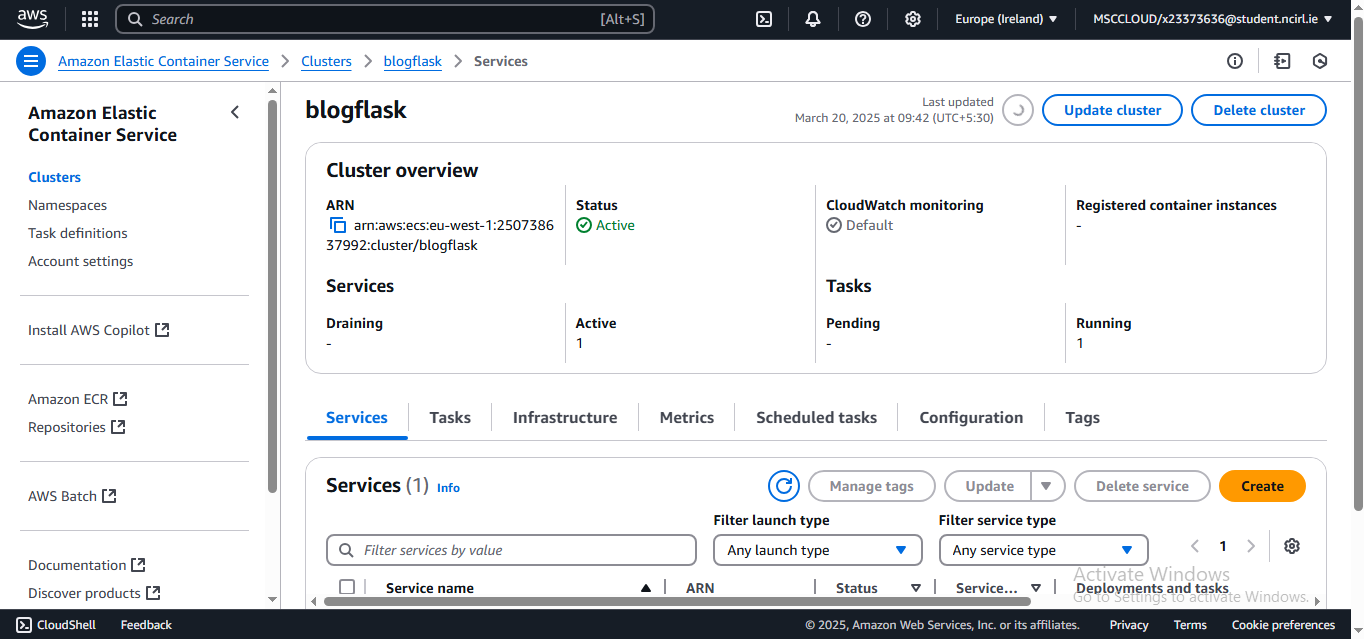 aws
Search [Alt+S]
Europe (Ireland)
MSCCLOUD/x23373636@student.ncirl.ie
Amazon Elastic Container Service
Clusters
blogflask
Services
Amazon Elastic
Container Service
Clusters
Namespaces
Task definitions
Account settings
Install AWS Copilot
Amazon ECR
Repositories
AWS Batch
Documentation
Discover products
blogflask
Last updated
March 20, 2025 at 09:42 (UTC+5:30)
Update cluster
Delete cluster
Cluster overview
ARN
arn:aws:ecs:eu-west-1:2507386
37992:cluster/blogflask
Status
Active
CloudWatch monitoring
Default
Registered container instances
-
Services
Draining
-
Active
1
Tasks
Pending
-
Running
1
Services
Tasks
Infrastructure
Metrics
Scheduled tasks
Configuration
Tags
Services (1) Info
Manage tags
Update
Delete service
Create
Filter services by value
Filter launch type
Any launch type
Filter service type
Any service type
1
Service name
ARN
Status
Service...
Deployments and tasks
Activate Windows
Go to Settings to activate Windows.
CloudShell
Feedback
© 2025, Amazon Web Services, Inc. or its affiliates.
Privacy
Terms
Cookie preferences